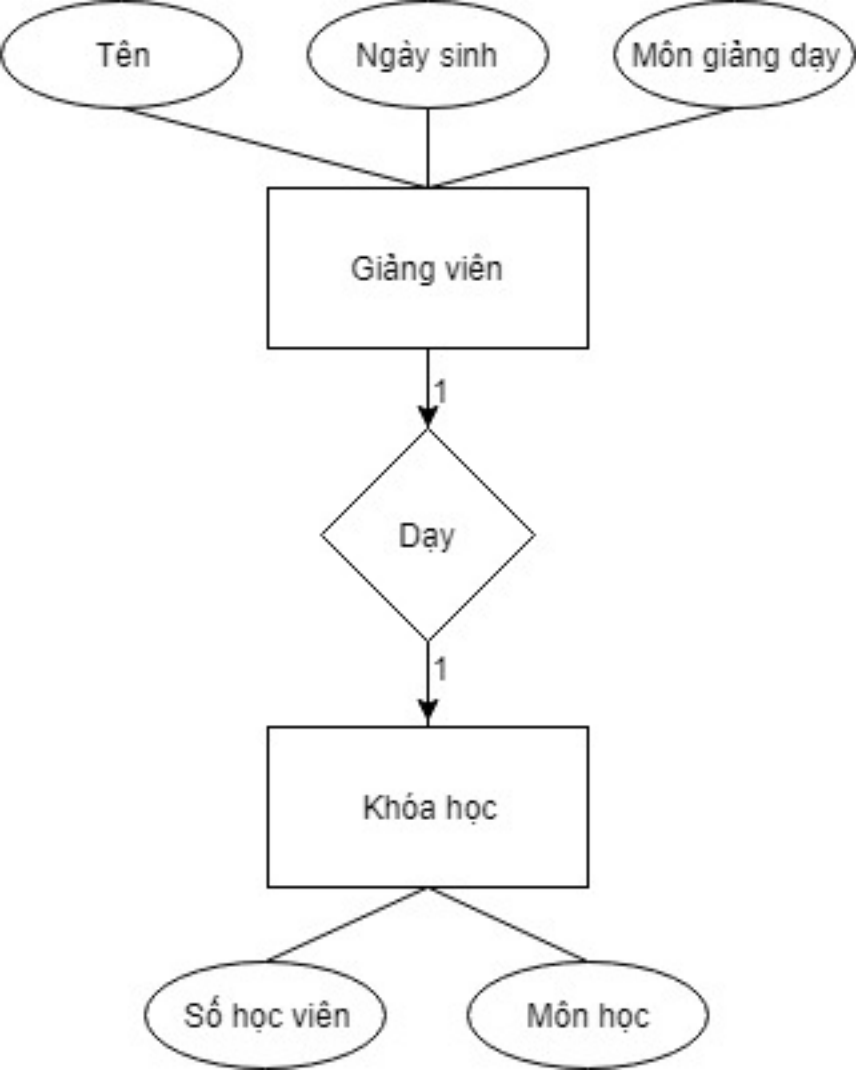 Tên
Ngày sinh
Môn giảng dạy
Giảng viên
1
Dạy
1
Khóa học
Số học viên
Môn học